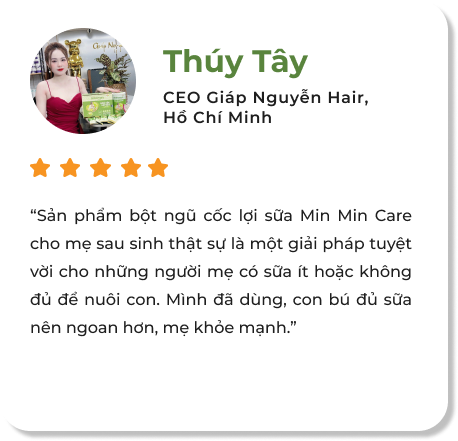 Thúy Tây
CEO Giáp Nguyễn Hair,
Hồ Chí Minh
“Sản phẩm bột ngũ cốc lợi sữa Min Min Care
cho mẹ sau sinh thật sự là một giải pháp tuyệt
vời cho những người mẹ có sữa ít hoặc không
đủ để nuôi con. Mình đã dùng, con bú đủ sữa
nên ngoan hơn, mẹ khỏe mạnh.”